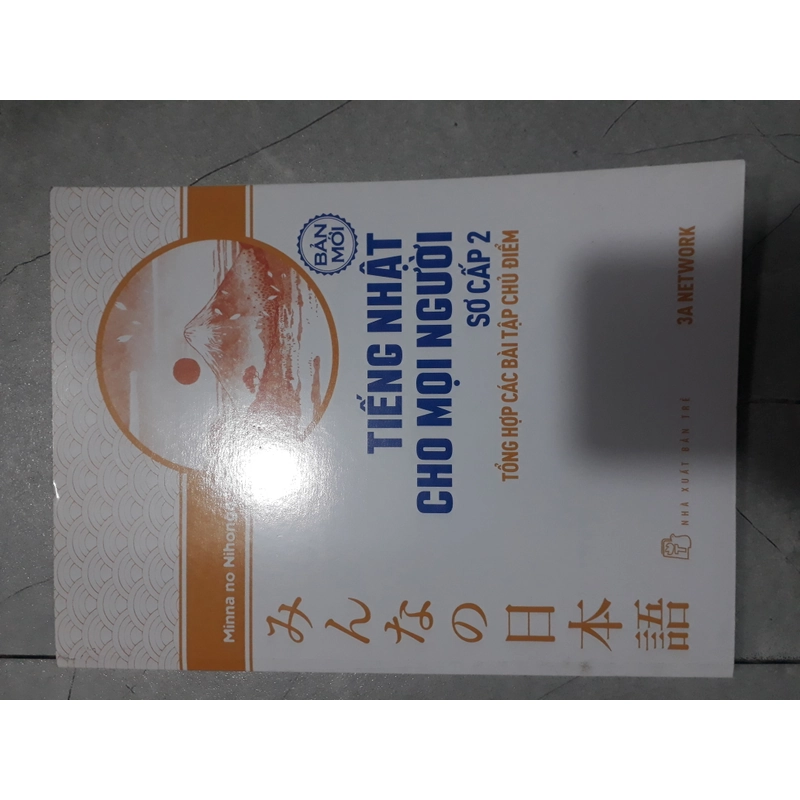 Minna no Nihongo
みんなの日本語
BẢN
MỚI
TIẾNG NHẬT
CHO MỌI NGƯỜI
SƠ CẤP 2
TỔNG HỢP CÁC BÀI TẬP CHỦ ĐIỂM
NHÀ XUẤT BẢN TRẺ
3A NETWORK